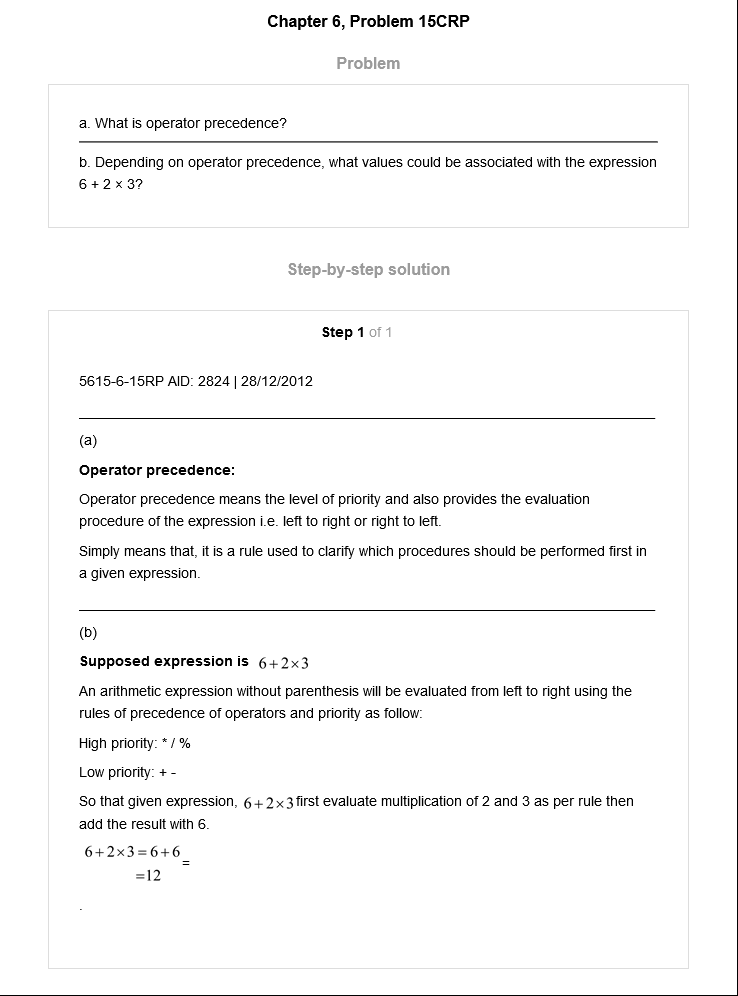 Chapter 6, Problem 15CRP
Problem
a. What is operator precedence?
b. Depending on operator precedence, what values could be associated with the expression
6 + 2 × 3?
Step-by-step solution
Step 1 of 1
5615-6-15RP AID: 2824 | 28/12/2012
(a)
Operator precedence:
Operator precedence means the level of priority and also provides the evaluation
procedure of the expression i.e. left to right or right to left.
Simply means that, it is a rule used to clarify which procedures should be performed first in
a given expression.
(b)
Supposed expression is 6+2×3
An arithmetic expression without parenthesis will be evaluated from left to right using the
rules of precedence of operators and priority as follow:
High priority: * / %
Low priority: + -
So that given expression, 6+2×3 first evaluate multiplication of 2 and 3 as per rule then
add the result with 6.
6+2×3=6+6
=
=12
.